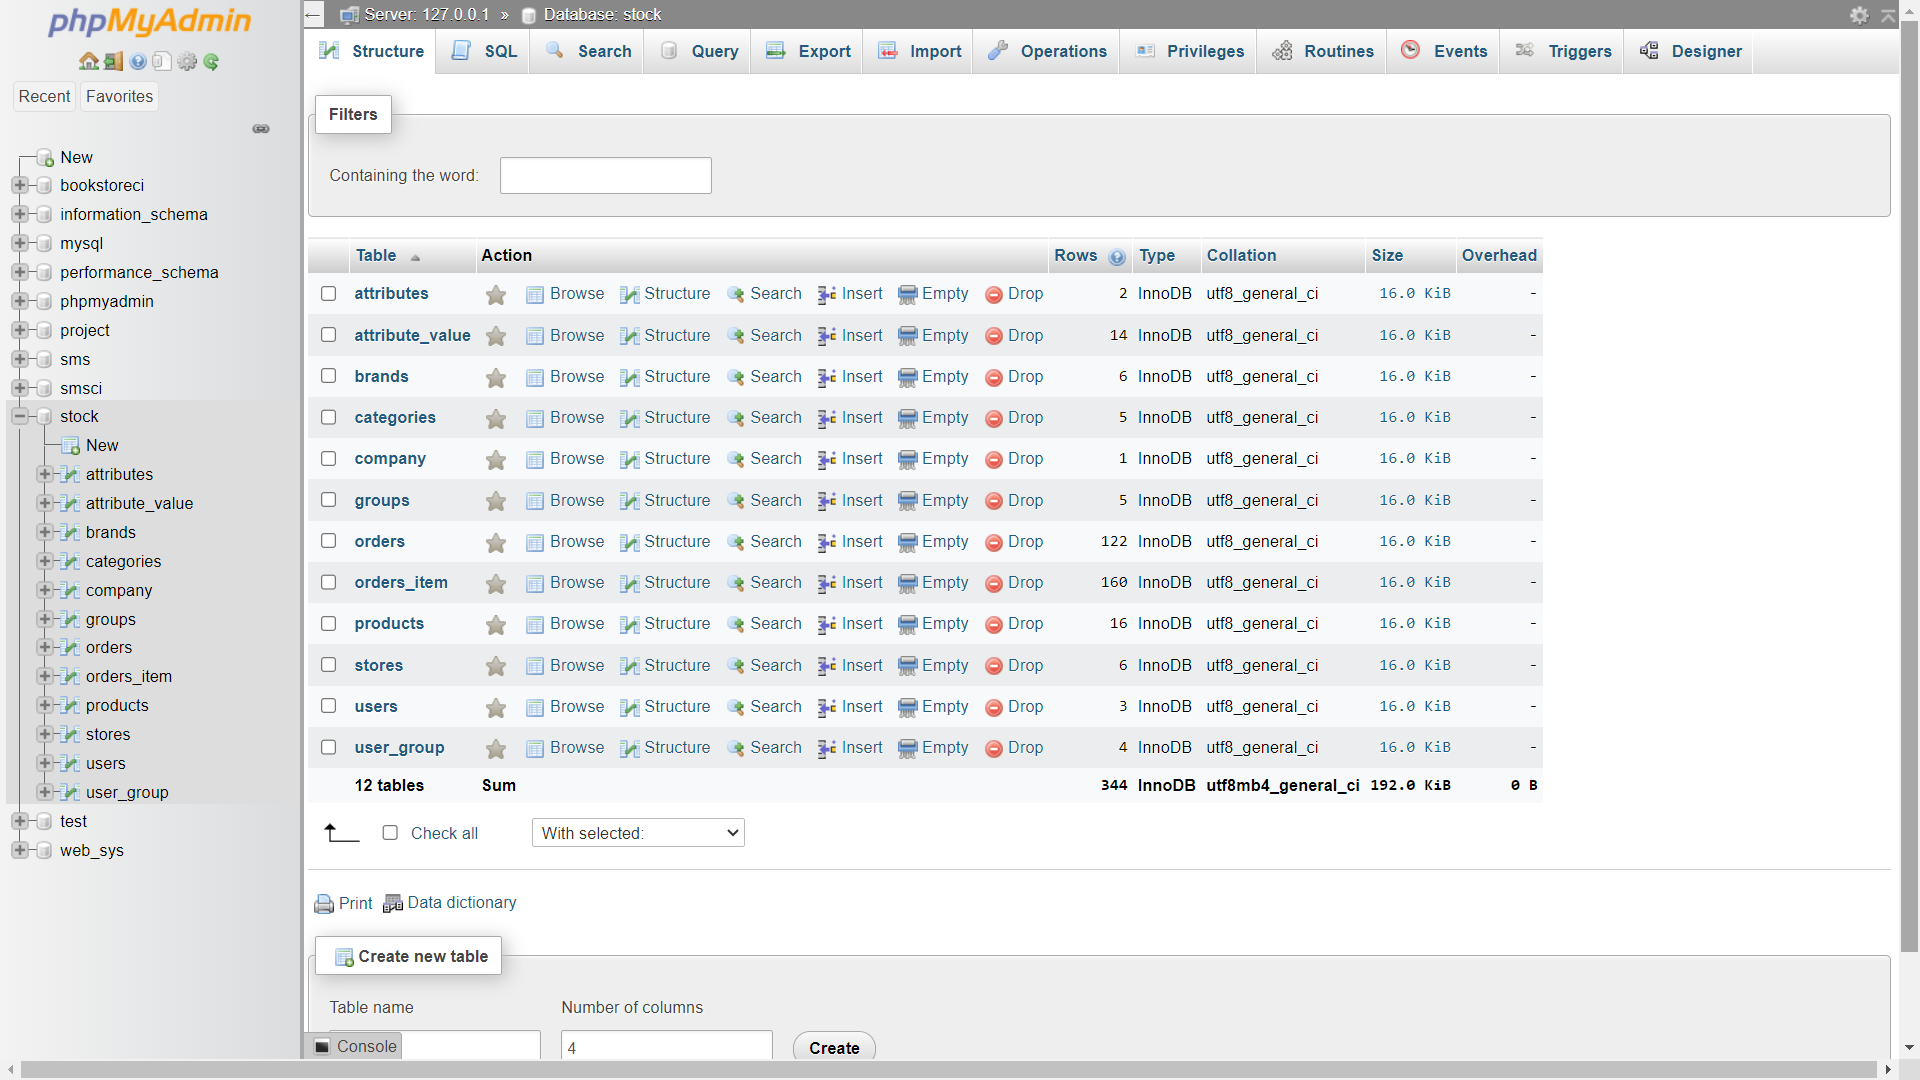 phpMyAdmin
Recent Favorites
New
bookstoreci
information_schema
mysql
performance_schema
phpmyadmin
project
sms
smsci
stock
New
attributes
attribute_value
brands
categories
company
groups
orders
orders_item
products
stores
users
user_group
test
web_sys
Server: 127.0.0.1 » Database: stock
Structure SQL Search Query Export Import Operations Privileges Routines Events Triggers Designer
Filters
Containing the word:
Table Action Rows Type Collation Size Overhead
attributes Browse Structure Search Insert Empty Drop 2 InnoDB utf8_general_ci 16.0 KiB -
attribute_value Browse Structure Search Insert Empty Drop 14 InnoDB utf8_general_ci 16.0 KiB -
brands Browse Structure Search Insert Empty Drop 6 InnoDB utf8_general_ci 16.0 KiB -
categories Browse Structure Search Insert Empty Drop 5 InnoDB utf8_general_ci 16.0 KiB -
company Browse Structure Search Insert Empty Drop 1 InnoDB utf8_general_ci 16.0 KiB -
groups Browse Structure Search Insert Empty Drop 5 InnoDB utf8_general_ci 16.0 KiB -
orders Browse Structure Search Insert Empty Drop 122 InnoDB utf8_general_ci 16.0 KiB -
orders_item Browse Structure Search Insert Empty Drop 160 InnoDB utf8_general_ci 16.0 KiB -
products Browse Structure Search Insert Empty Drop 16 InnoDB utf8_general_ci 16.0 KiB -
stores Browse Structure Search Insert Empty Drop 6 InnoDB utf8_general_ci 16.0 KiB -
users Browse Structure Search Insert Empty Drop 3 InnoDB utf8_general_ci 16.0 KiB -
user_group Browse Structure Search Insert Empty Drop 4 InnoDB utf8_general_ci 16.0 KiB -
12 tables Sum 344 InnoDB utf8mb4_general_ci 192.0 KiB 0 B
Check all With selected:
Print Data dictionary
Create new table
Table name Number of columns
Console 4 Create